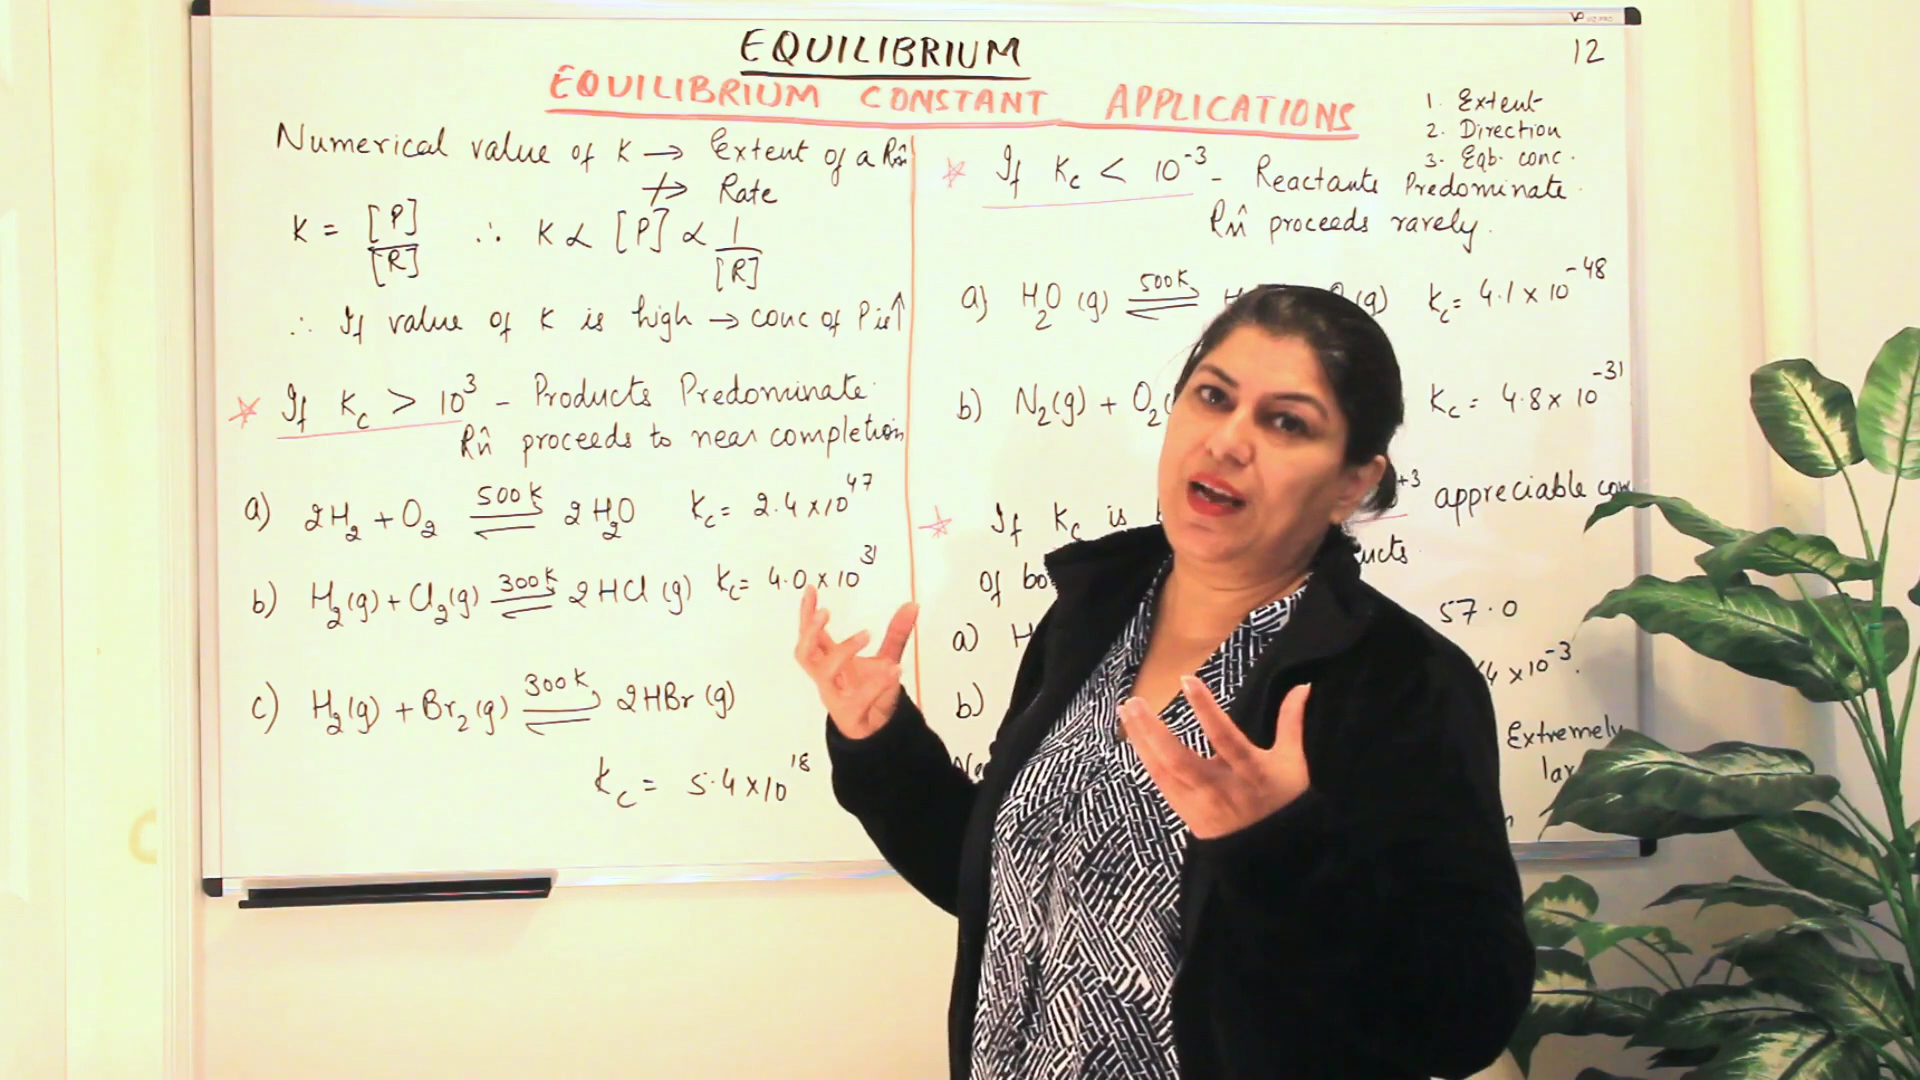 VIZ-PRO
12
EQUILIBRIUM
EQUILIBRIUM CONSTANT APPLICATIONS
1. Extent
2. Direction
3. Eqb. conc.
Numerical value of K → Extent of a Rxn̂
↛ Rate
K = [P]/[R] ∴ K ∝ [P] ∝ 1/[R]
∴ If value of K is high → conc of P is ↑
☆ If Kc > 10³ - Products Predominate
Rxn̂ proceeds to near completion
a) 2H₂ + O₂ ⇌ 500K 2H₂O Kc = 2.4 × 10⁴⁷
b) H₂(g) + Cl₂(g) ⇌ 300K 2HCl (g) Kc = 4.0 × 10³¹
c) H₂(g) + Br₂(g) ⇌ 300K 2HBr (g)
Kc = 5.4 × 10¹⁸
☆ If Kc < 10⁻³ - Reactants Predominate.
Rxn̂ proceeds rarely.
a) H₂O (g) ⇌ 500K H (g) Kc = 4.1 × 10⁻⁴⁸
b) N₂(g) + O₂ Kc = 4.8 × 10⁻³¹
☆ If Kc is +3 appreciable
of
a) H 57.0
b) 4 × 10⁻³.
Extremely